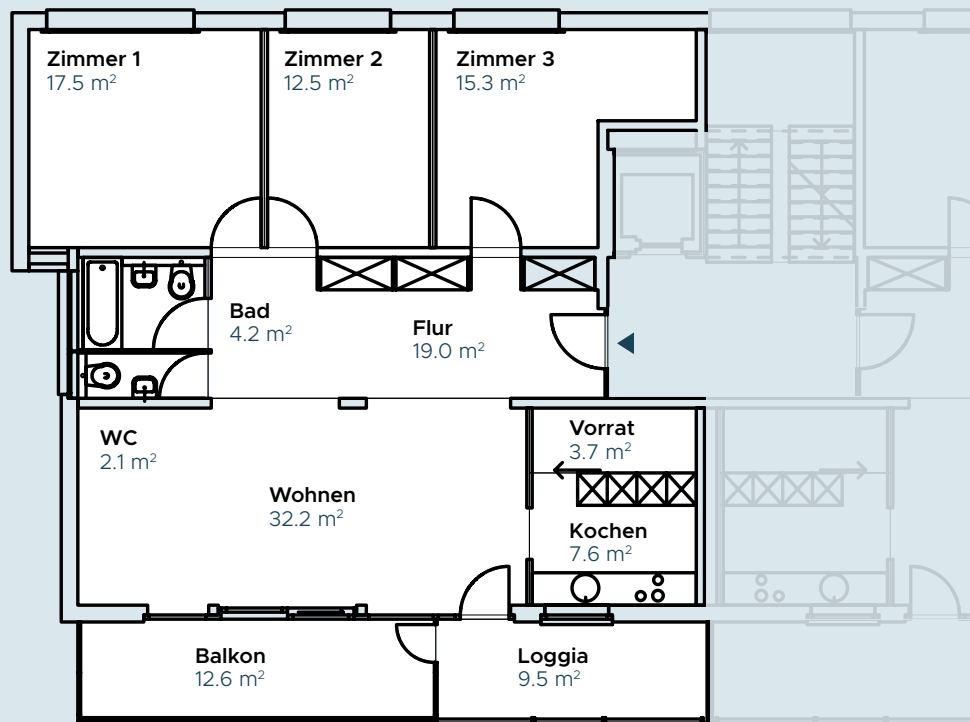 Zimmer 1
17.5 m²
Zimmer 2
12.5 m²
Zimmer 3
15.3 m²
Bad
4.2 m²
Flur
19.0 m²
WC
2.1 m²
Vorrat
3.7 m²
Wohnen
32.2 m²
Kochen
7.6 m²
Balkon
12.6 m²
Loggia
9.5 m²